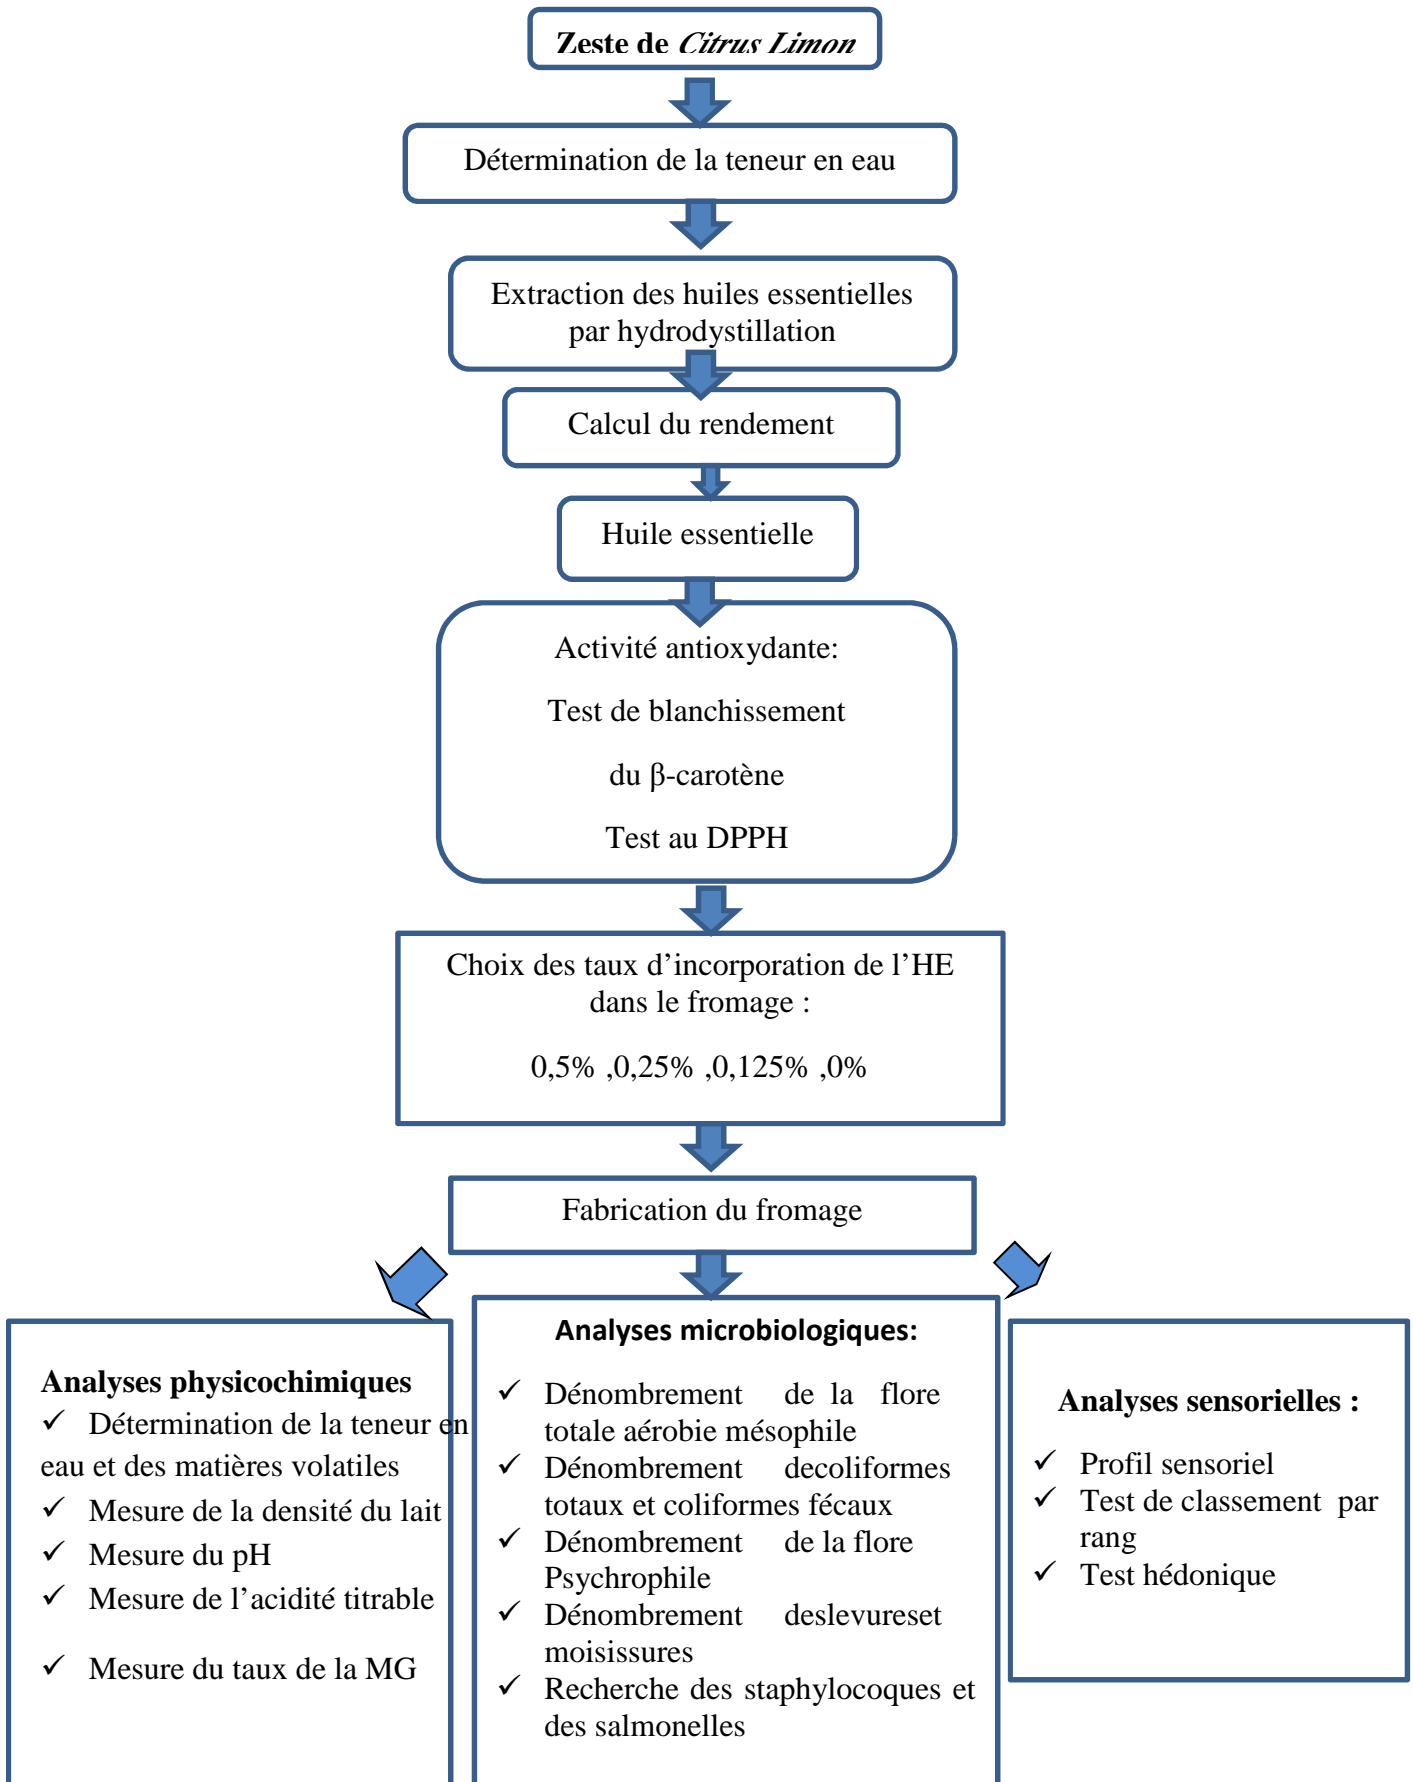 Zeste de Citrus Limon
Détermination de la teneur en eau
Extraction des huiles essentielles
par hydrodystillation
Calcul du rendement
Huile essentielle
Activité antioxydante:
Test de blanchissement
du β-carotène
Test au DPPH
Choix des taux d’incorporation de l’HE
dans le fromage :
0,5% ,0,25% ,0,125% ,0%
Fabrication du fromage
Analyses physicochimiques
✓ Détermination de la teneur en
eau et des matières volatiles
✓ Mesure de la densité du lait
✓ Mesure du pH
✓ Mesure de l’acidité titrable
✓ Mesure du taux de la MG
Analyses microbiologiques:
✓ Dénombrement de la flore
totale aérobie mésophile
✓ Dénombrement decoliformes
totaux et coliformes fécaux
✓ Dénombrement de la flore
Psychrophile
✓ Dénombrement deslevureset
moisissures
✓ Recherche des staphylocoques et
des salmonelles
Analyses sensorielles :
✓ Profil sensoriel
✓ Test de classement par
rang
✓ Test hédonique